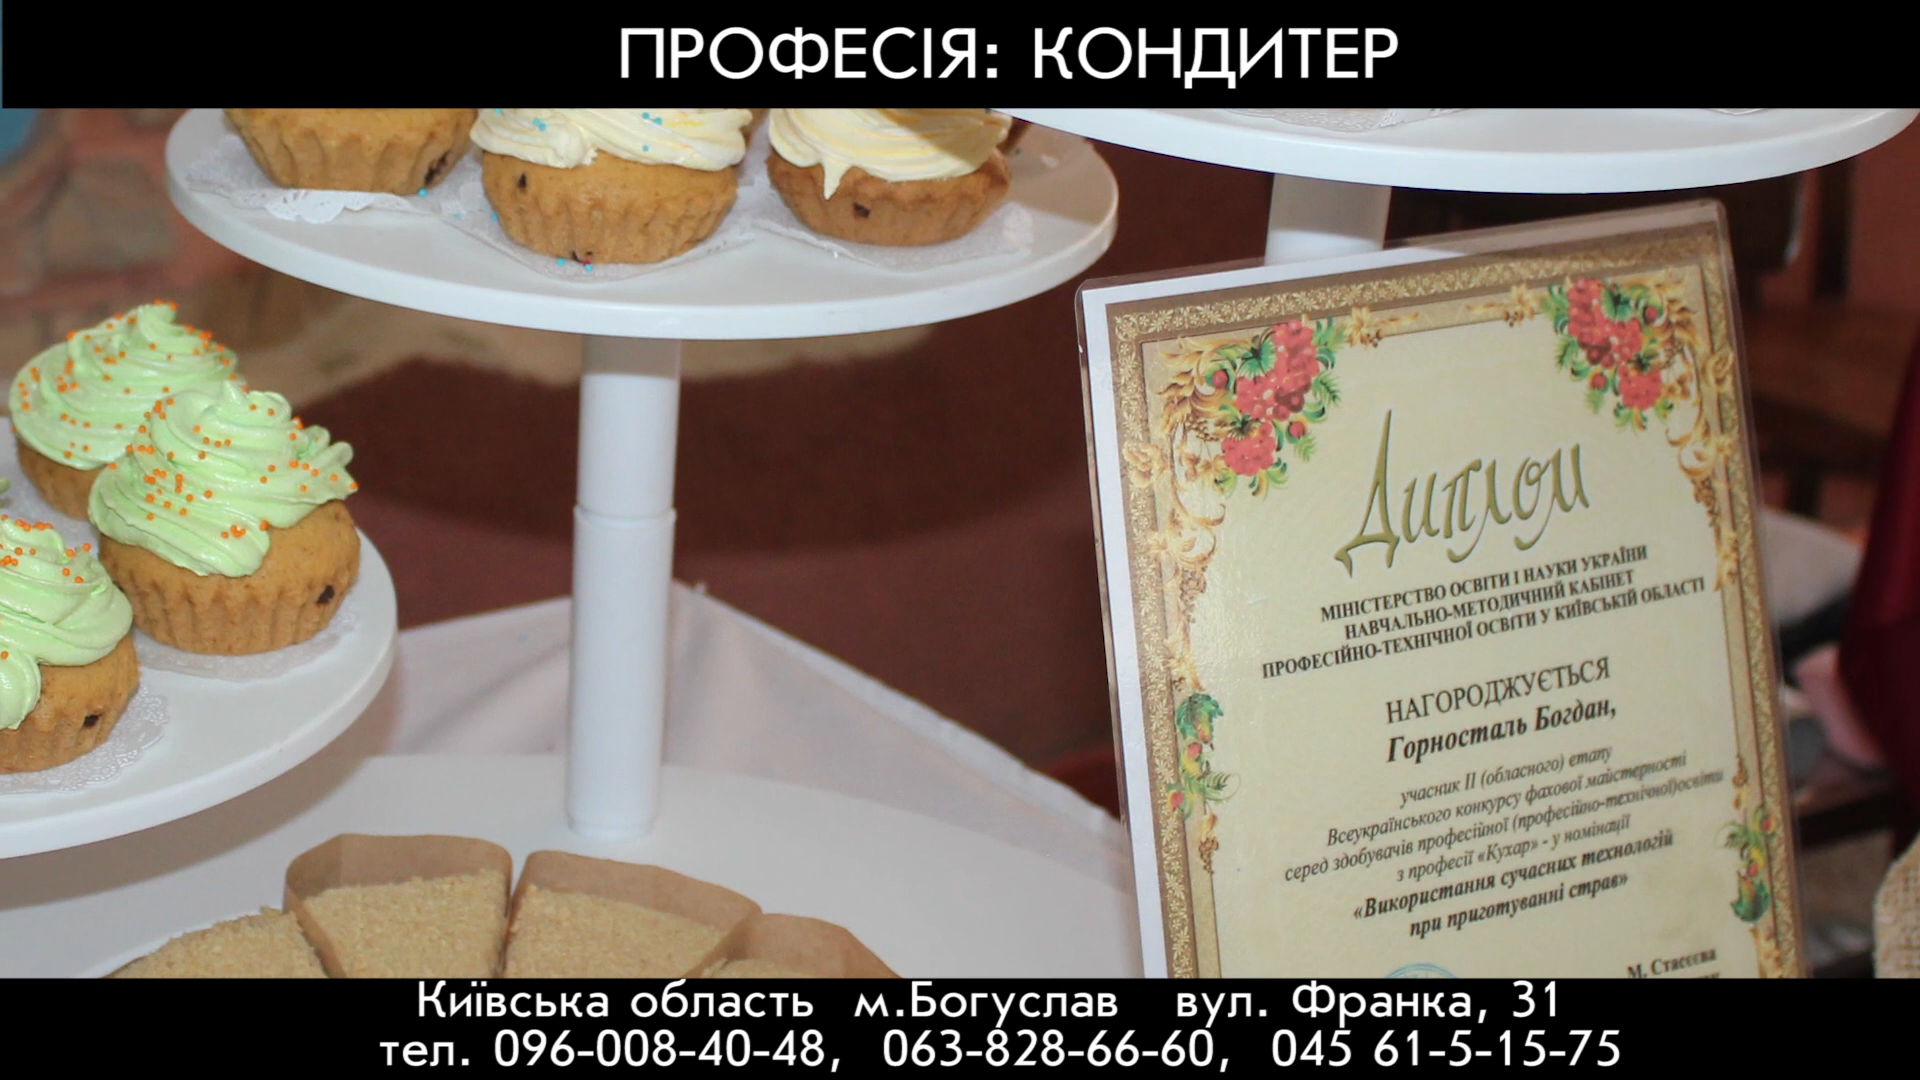 ПРОФЕСІЯ: КОНДИТЕР
Диплом
МІНІСТЕРСТВО ОСВІТИ І НАУКИ УКРАЇНИ
НАВЧАЛЬНО-МЕТОДИЧНИЙ КАБІНЕТ
ПРОФЕСІЙНО-ТЕХНІЧНОЇ ОСВІТИ У КИЇВСЬКІЙ ОБЛАСТІ
НАГОРОДЖУЄТЬСЯ
Горносталь Богдан,
учасник ІІ (обласного) етапу
Всеукраїнського конкурсу фахової майстерності
серед здобувачів професійної (професійно-технічної)освіти
з професії «Кухар» - у номінації
«Використання сучасних технологій
при приготуванні страв»
М. Стасєва
Київська область м.Богуслав вул. Франка, 31
тел. 096-008-40-48, 063-828-66-60, 045 61-5-15-75